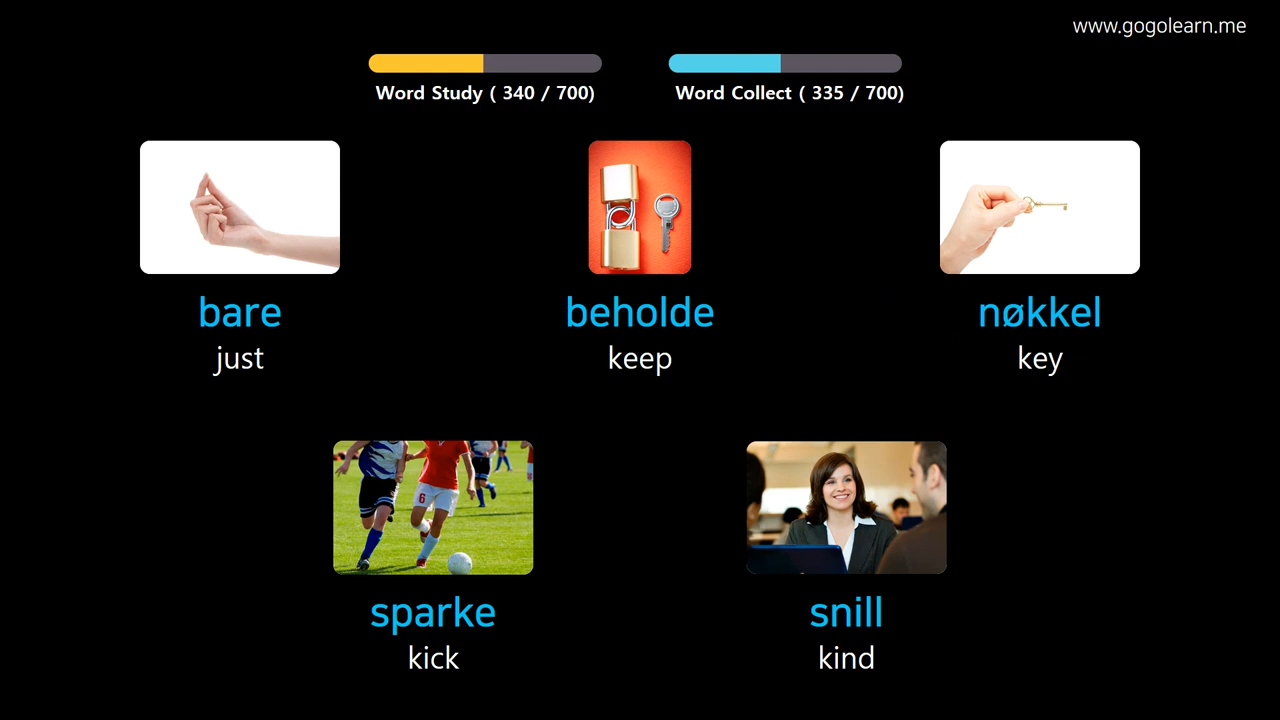 www.gogolearn.me
Word Study ( 340 / 700)
Word Collect ( 335 / 700)
bare
just
beholde
keep
nøkkel
key
6
sparke
kick
snill
kind